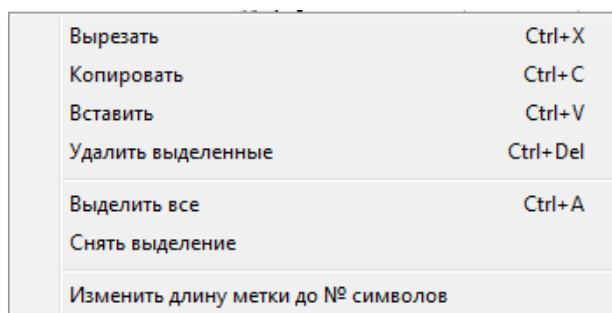 Вырезать Ctrl+X
Копировать Ctrl+C
Вставить Ctrl+V
Удалить выделенные Ctrl+Del
Выделить все Ctrl+A
Снять выделение
Изменить длину метки до № символов